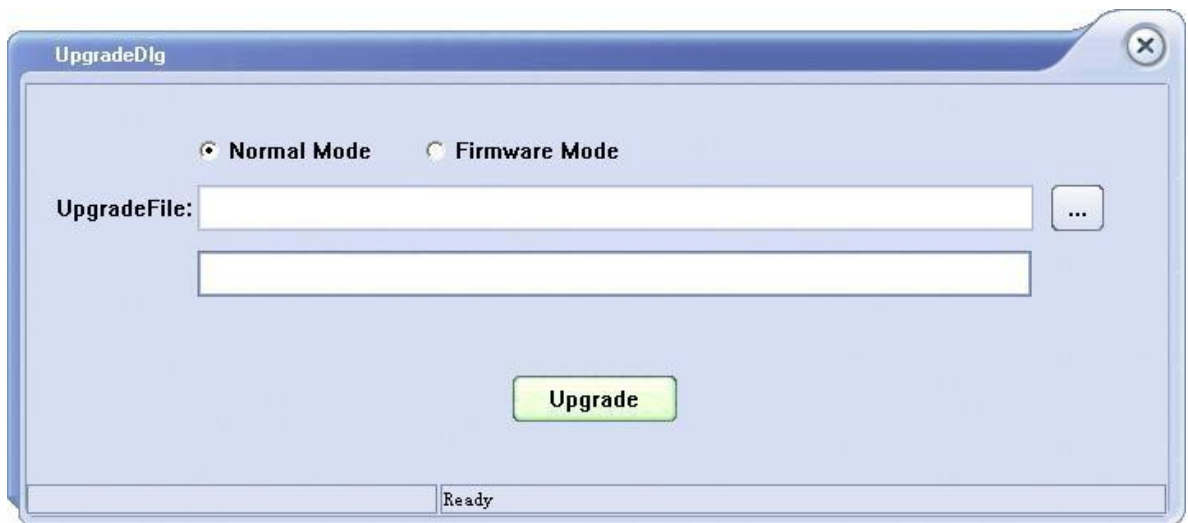 UpgradeDlg
Normal Mode Firmware Mode
UpgradeFile: ...
Upgrade
Ready